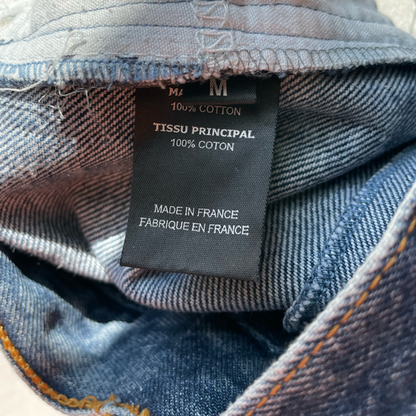 M
100% COTTON
TISSU PRINCIPAL
100% COTON
MADE IN FRANCE
FABRIQUE EN FRANCE